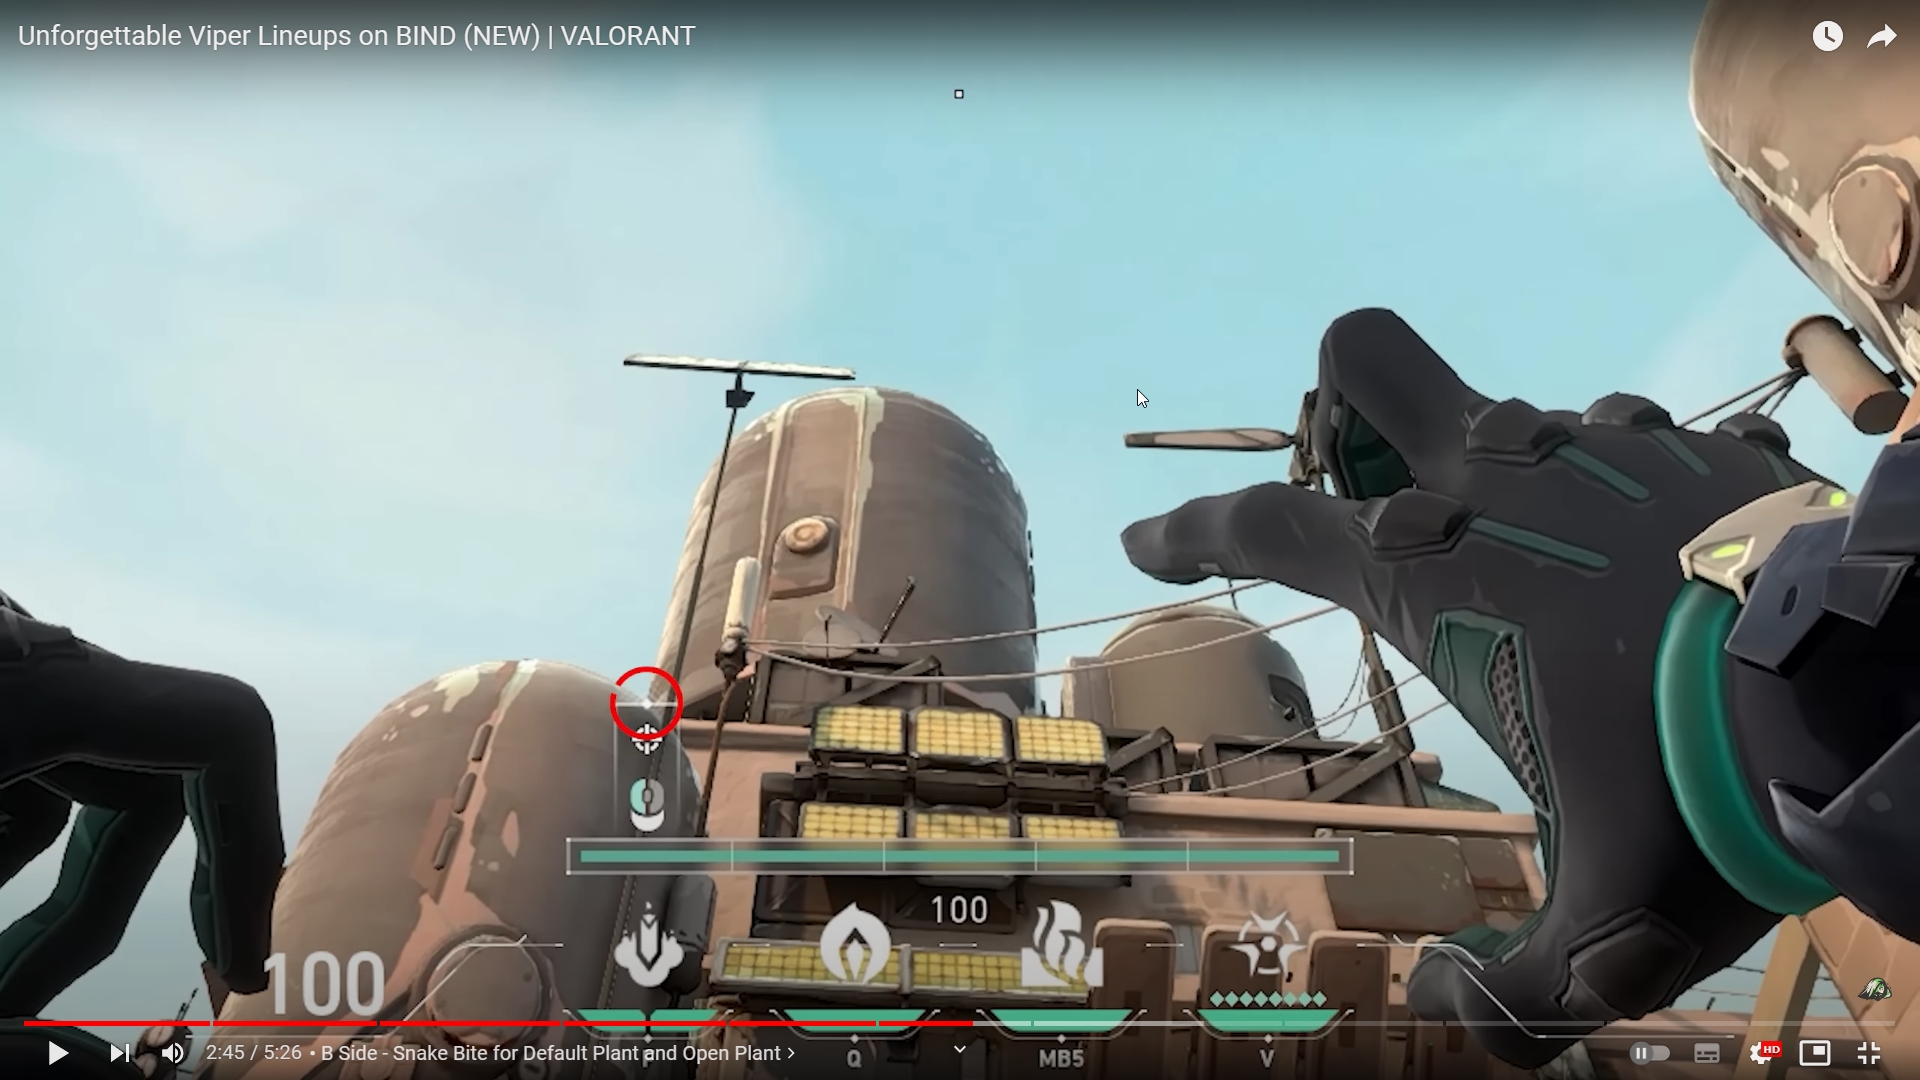 Unforgettable Viper Lineups on BIND (NEW) | VALORANT
100
100
Q
MB5
V
2:45 / 5:26 • B Side - Snake Bite for Default Plant and Open Plant
HD